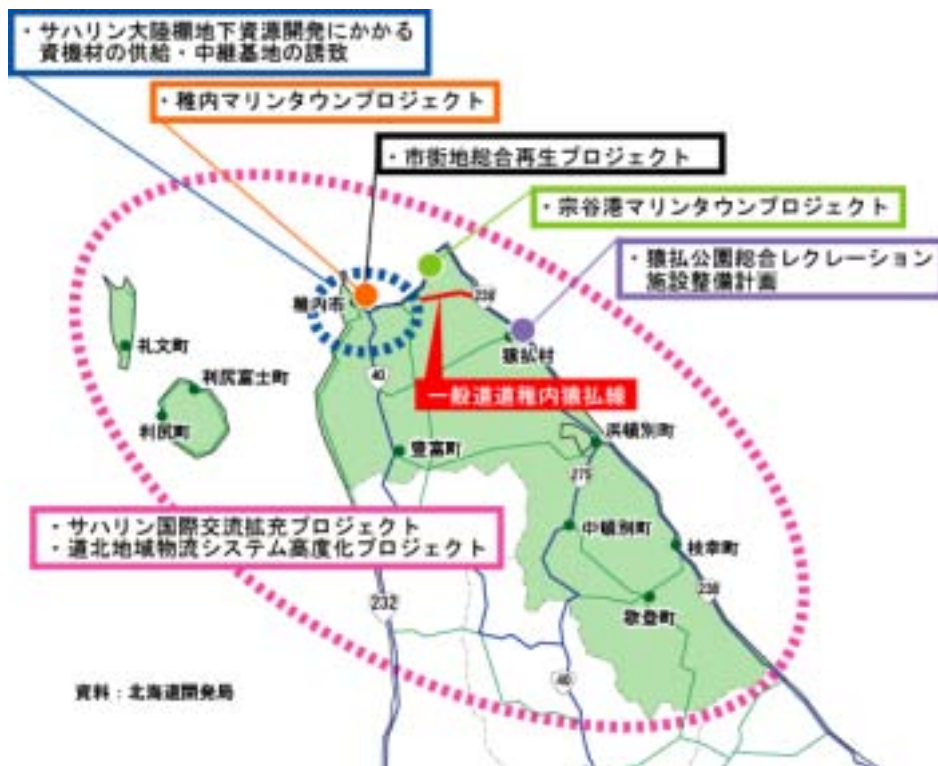 ・サハリン大陸棚地下資源開発にかかる
資機材の供給・中継基地の誘致
・稚内マリンタウンプロジェクト
・市街地総合再生プロジェクト
・宗谷港マリンタウンプロジェクト
・猿払公園総合レクレーション
施設整備計画
稚内市
238
猿払村
礼文町
利尻富士町
利尻町
40
一般道道稚内猿払線
豊富町
浜頓別町
275
・サハリン国際交流拡充プロジェクト
・道北地域物流システム高度化プロジェクト
中頓別町
枝幸町
238
歌登町
232
40
資料：北海道開発局